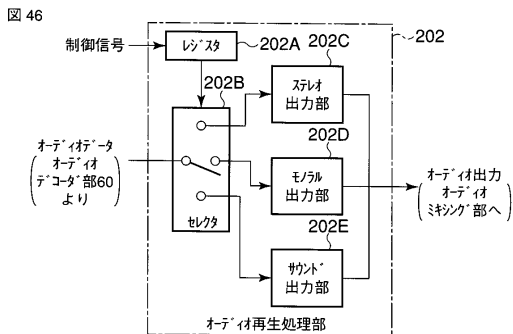 図 46
制御信号
レジスタ
202A
202
202B
202C
ステレオ
出力部
オーディオデータ
オーディオ
デコーダ部60
より
セレクタ
202D
モノラル
出力部
オーディオ出力
オーディオ
ミキシング部へ
202E
サウンド
出力部
オーディオ再生処理部